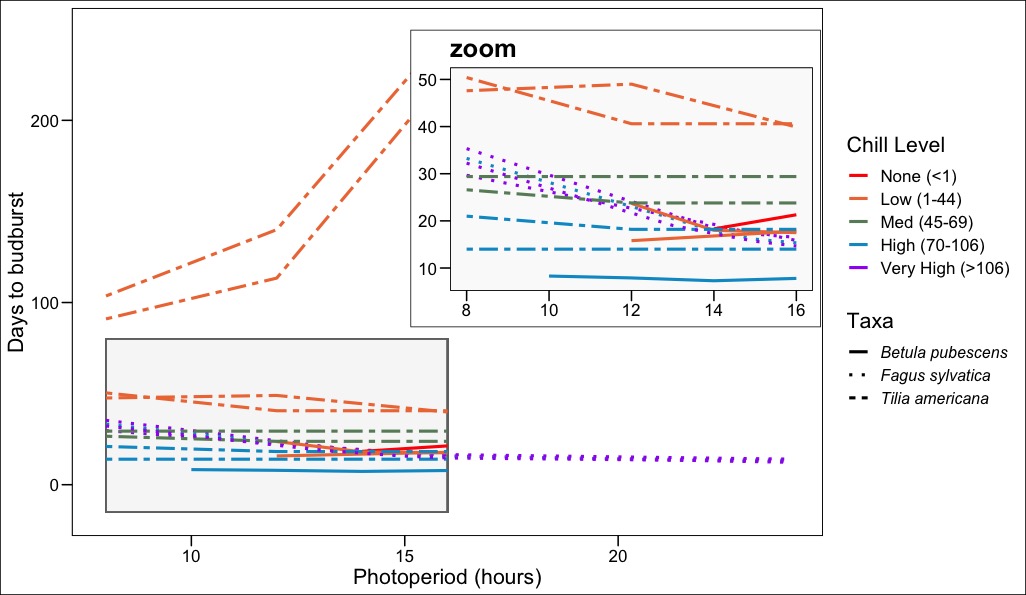 zoom
50
40
30
20
10
8
10
12
14
16
200
100
0
10
15
20
Days to budburst
Photoperiod (hours)
Chill Level
None (<1)
Low (1-44)
Med (45-69)
High (70-106)
Very High (>106)
Taxa
Betula pubescens
Fagus sylvatica
Tilia americana